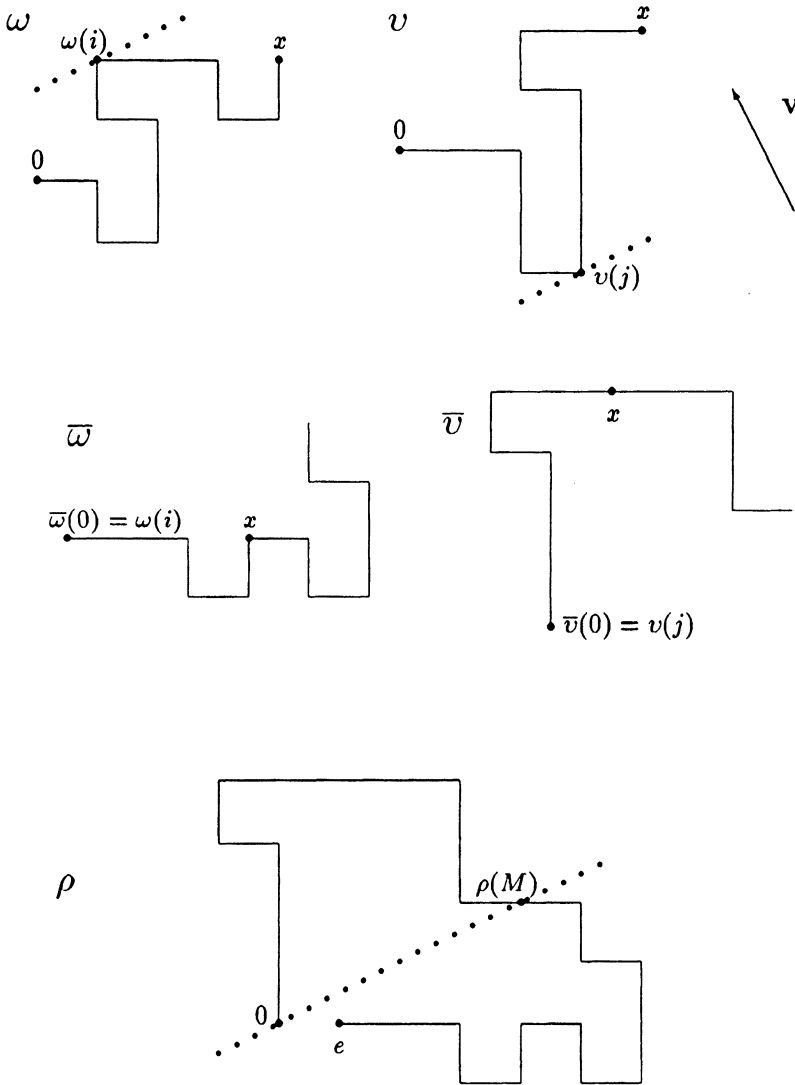 ω
ω(i)
x
0
υ
x
0
v
υ(j)
ω̅
ω̅(0) = ω(i)
x
υ̅
x
υ̅(0) = υ(j)
ρ
ρ(M)
0
e